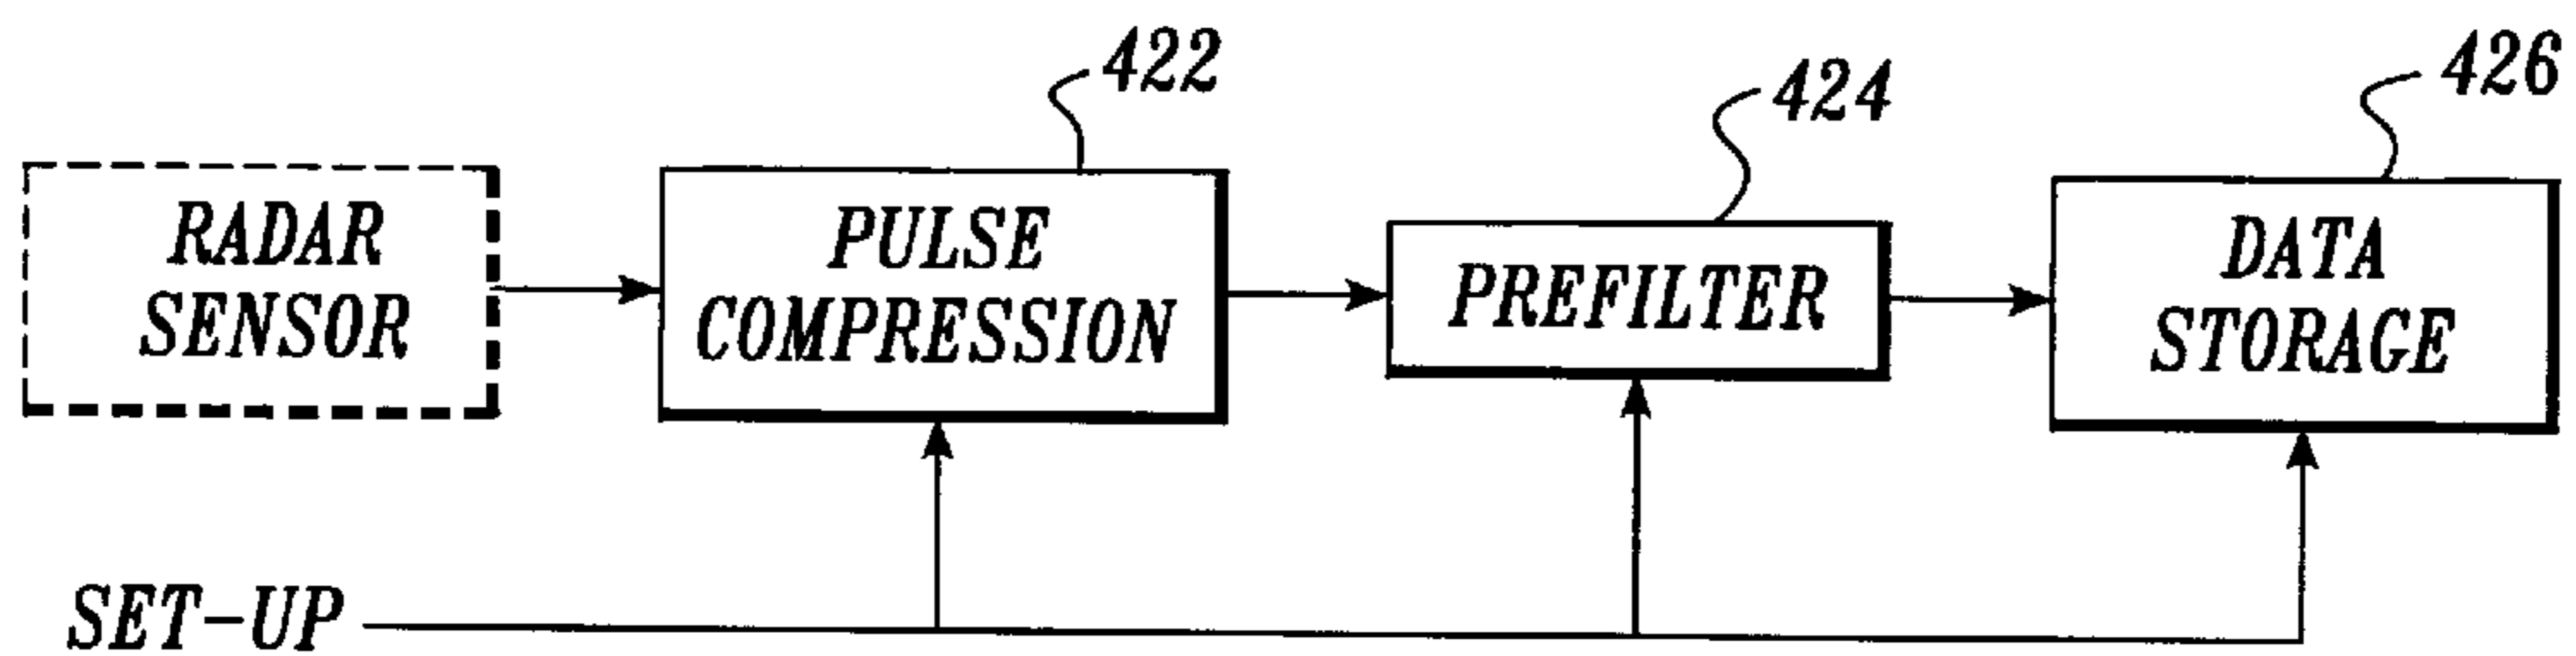 422
424
426
RADAR
SENSOR
PULSE
COMPRESSION
PREFILTER
DATA
STORAGE
SET-UP